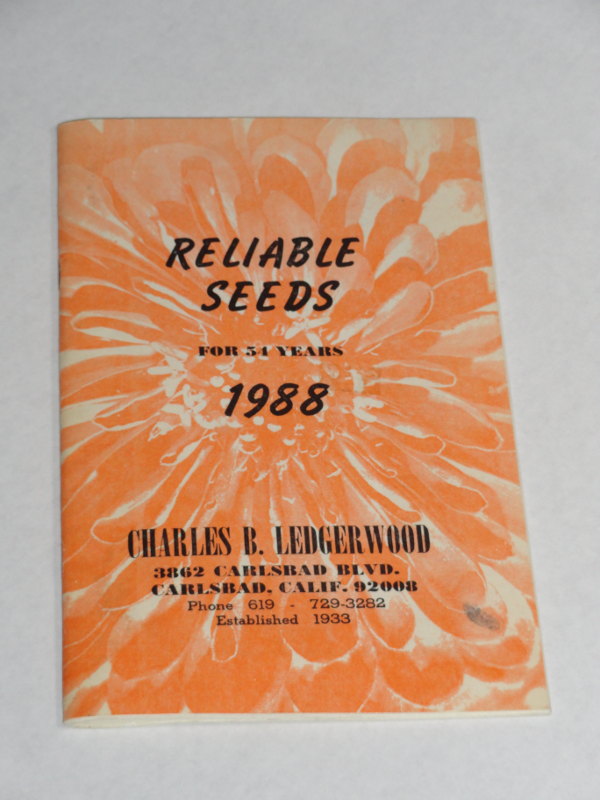 RELIABLE
SEEDS
FOR 54 YEARS
1988
CHARLES B. LEDGERWOOD
3862 CARLSBAD BLVD.
CARLSBAD, CALIF. 92008
Phone 619 - 729-3282
Established 1933